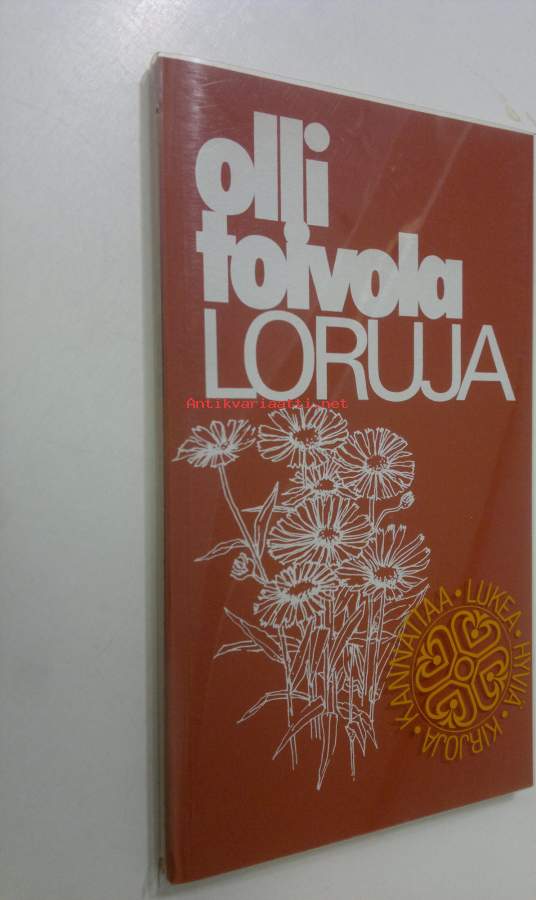 olli
toivola
LORUJA
Antikvariaatti.net
KANNATTAA • LUKEA • HYVIÄ • KIRJOJA •